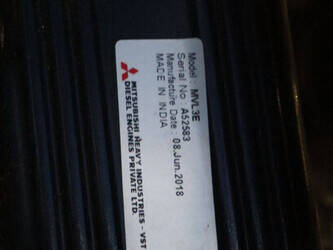 Model : MVL3E
Serial No : A52583
Manufacture Date : 08.Jun.2018
MADE IN INDIA
MITSUBISHI HEAVY INDUSTRIES - VST
DIESEL ENGINES PRIVATE LTD.